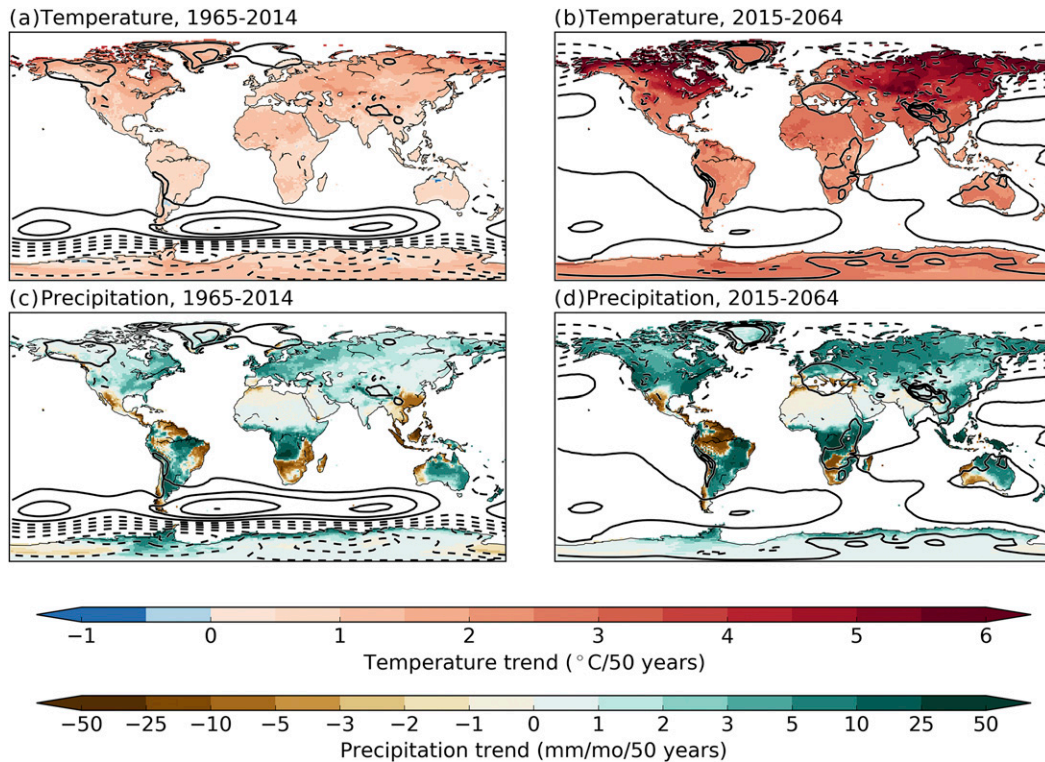 (a)Temperature, 1965-2014
(b)Temperature, 2015-2064
(c)Precipitation, 1965-2014
(d)Precipitation, 2015-2064
−1 0 1 2 3 4 5 6
Temperature trend (°C/50 years)
−50 −25 −10 −5 −3 −2 −1 0 1 2 3 5 10 25 50
Precipitation trend (mm/mo/50 years)